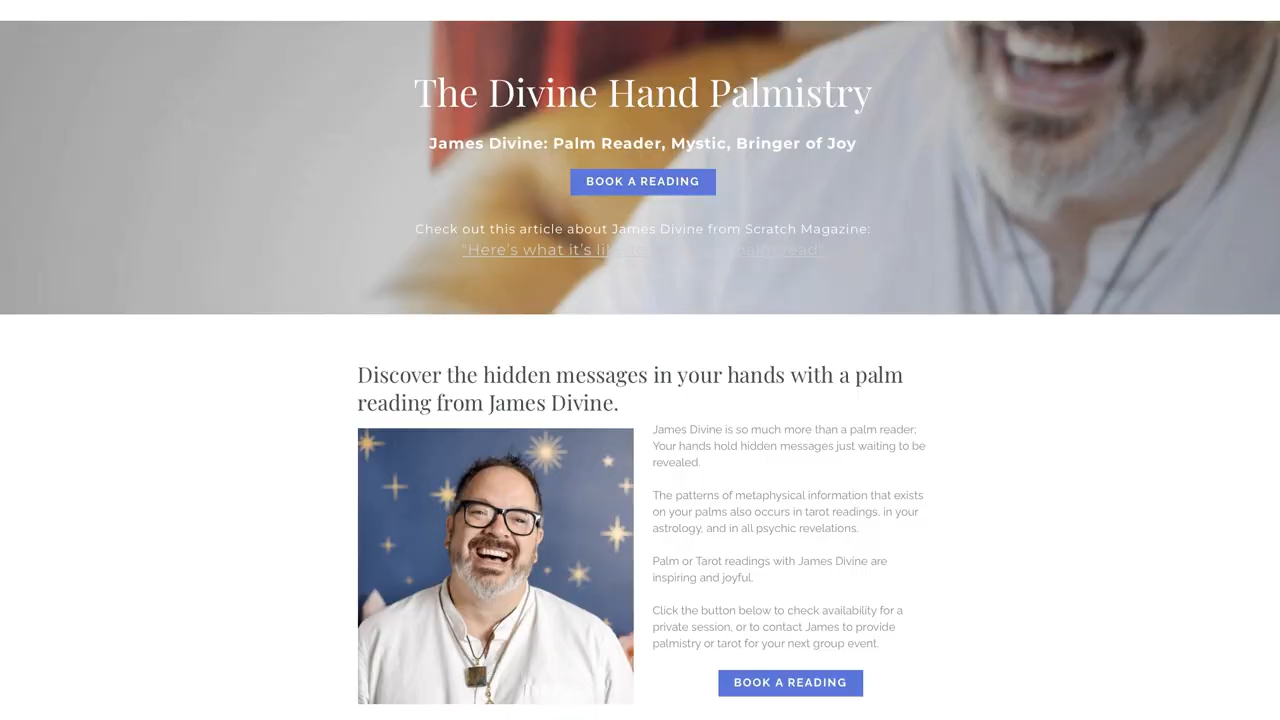 The Divine Hand Palmistry
James Divine: Palm Reader, Mystic, Bringer of Joy
BOOK A READING
Check out this article about James Divine from Scratch Magazine:
"Here's what it's like to palm read"
Discover the hidden messages in your hands with a palm
reading from James Divine.
James Divine is so much more than a palm reader;
Your hands hold hidden messages just waiting to be
revealed.
The patterns of metaphysical information that exists
on your palms also occurs in tarot readings, in your
astrology, and in all psychic revelations.
Palm or Tarot readings with James Divine are
inspiring and joyful.
Click the button below to check availability for a
private session, or to contact James to provide
palmistry or tarot for your next group event.
BOOK A READING